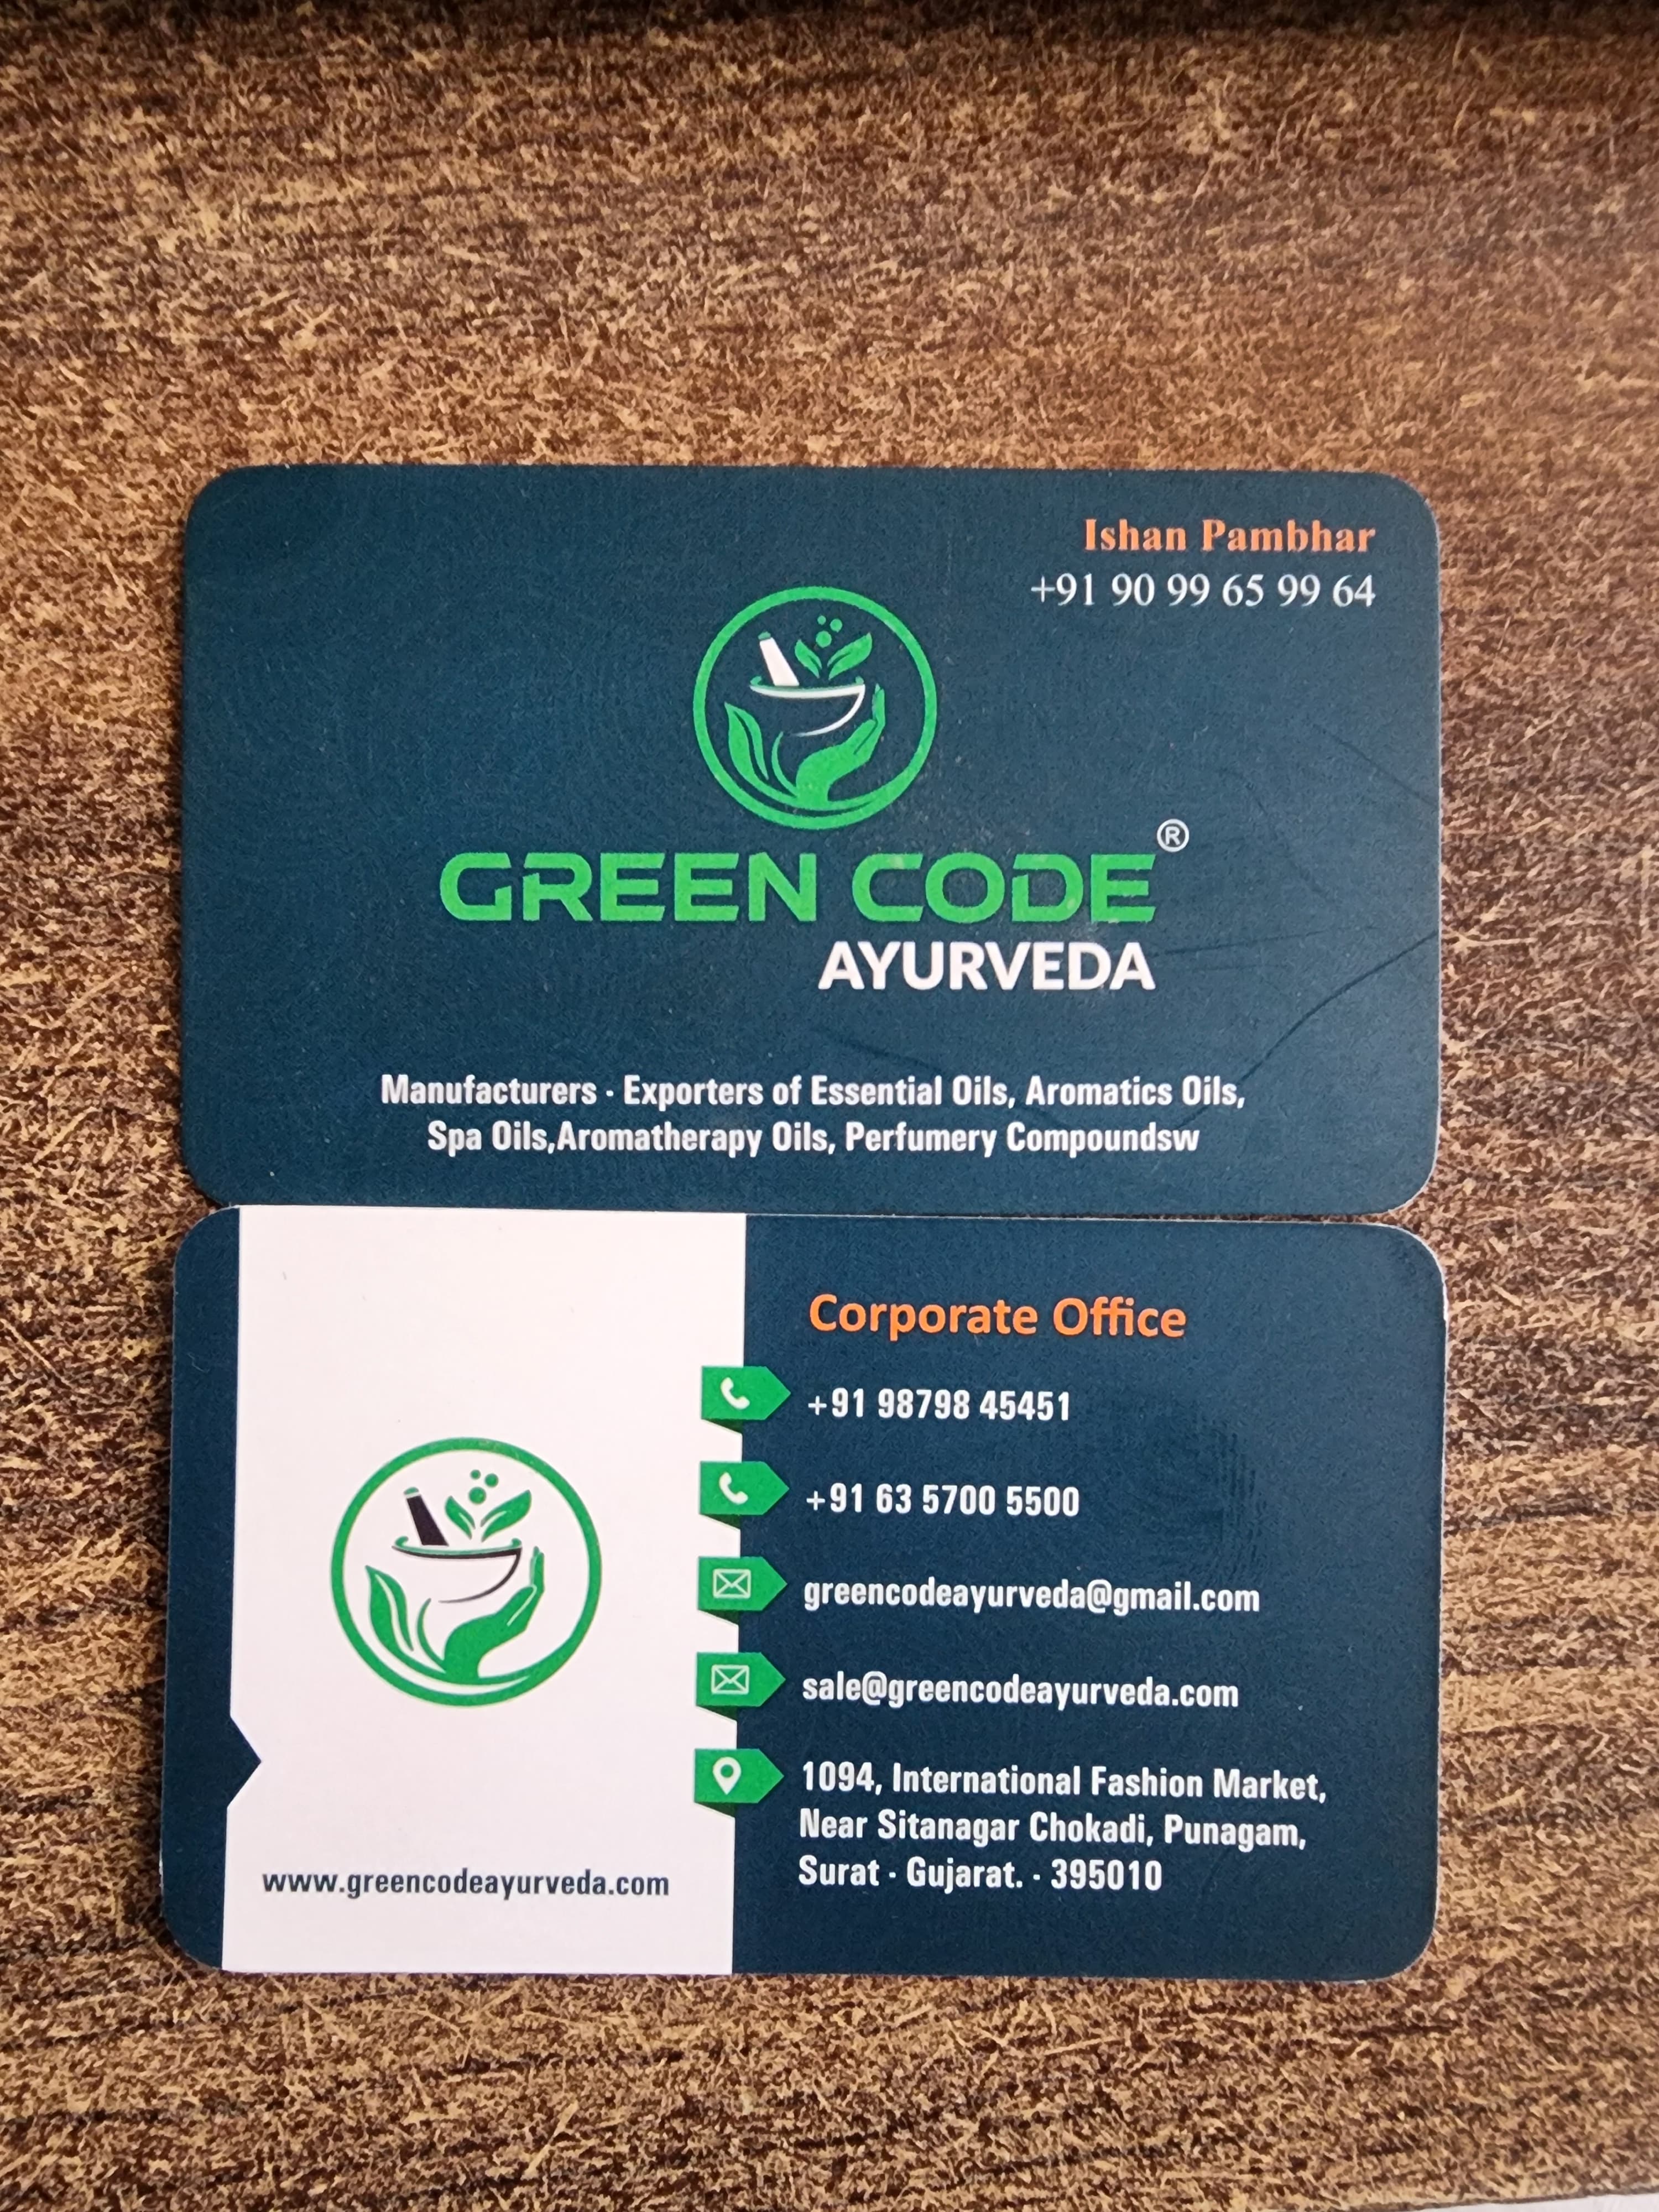 Ishan Pambhar
+91 90 99 65 99 64
GREEN CODE®
AYURVEDA
Manufacturers - Exporters of Essential Oils, Aromatics Oils,
Spa Oils,Aromatherapy Oils, Perfumery Compoundsw
Corporate Office
+91 98798 45451
+91 63 5700 5500
greencodeayurveda@gmail.com
sale@greencodeayurveda.com
1094, International Fashion Market,
Near Sitanagar Chokadi, Punagam,
Surat - Gujarat. - 395010
www.greencodeayurveda.com